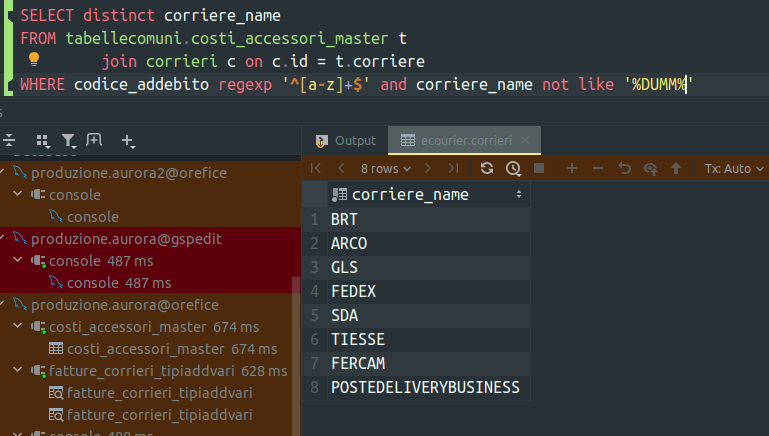 SELECT distinct corriere_name
FROM tabellecomuni.costi_accessori_master t
join corrieri c on c.id = t.corriere
WHERE codice_addebito regexp '^[a-z]+$' and corriere_name not like '%DUMM%'
Output
ecourier.corrieri
8 rows
Tx: Auto
produzione.aurora2@orefice
console
console
produzione.aurora@gspedit
console 487 ms
console 487 ms
produzione.aurora@orefice
costi_accessori_master 674 ms
costi_accessori_master 674 ms
fatture_corrieri_tipiaddvari 628 ms
fatture_corrieri_tipiaddvari
fatture_corrieri_tipiaddvari
corriere_name
1 BRT
2 ARCO
3 GLS
4 FEDEX
5 SDA
6 TIESSE
7 FERCAM
8 POSTEDELIVERYBUSINESS